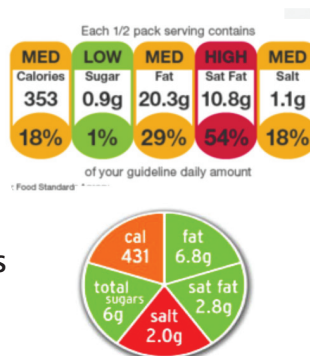 Each 1/2 pack serving contains
MED LOW MED HIGH MED
Calories Sugar Fat Sat Fat Salt
353 0.9g 20.3g 10.8g 1.1g
18% 1% 29% 54% 18%
of your guideline daily amount
Food Standard
cal fat
431 6.8g
total sat fat
sugars 2.8g
6g salt
2.0g
s